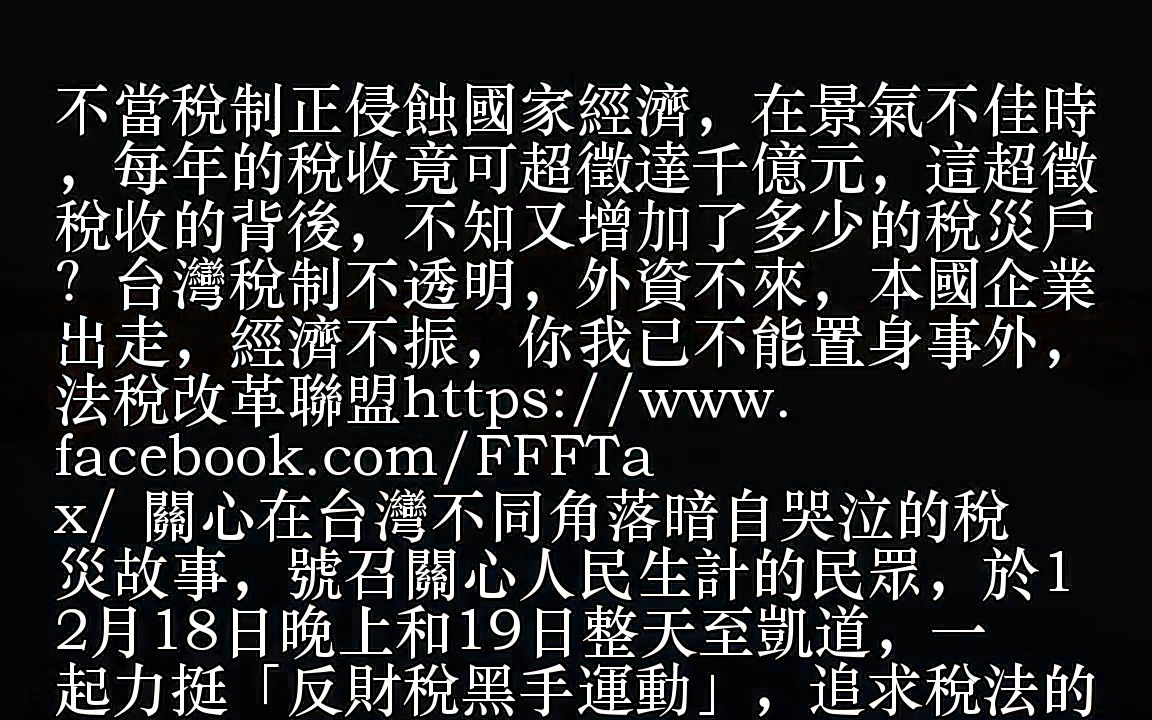 不當稅制正侵蝕國家經濟，在景氣不佳時
，每年的稅收竟可超徵達千億元，這超徵
稅收的背後，不知又增加了多少的稅災戶
？台灣稅制不透明，外資不來，本國企業
出走，經濟不振，你我已不能置身事外，
法稅改革聯盟https://www.
facebook.com/FFFTa
x/ 關心在台灣不同角落暗自哭泣的稅
災故事，號召關心人民生計的民眾，於1
2月18日晚上和19日整天至凱道，一
起力挺「反財稅黑手運動」，追求稅法的